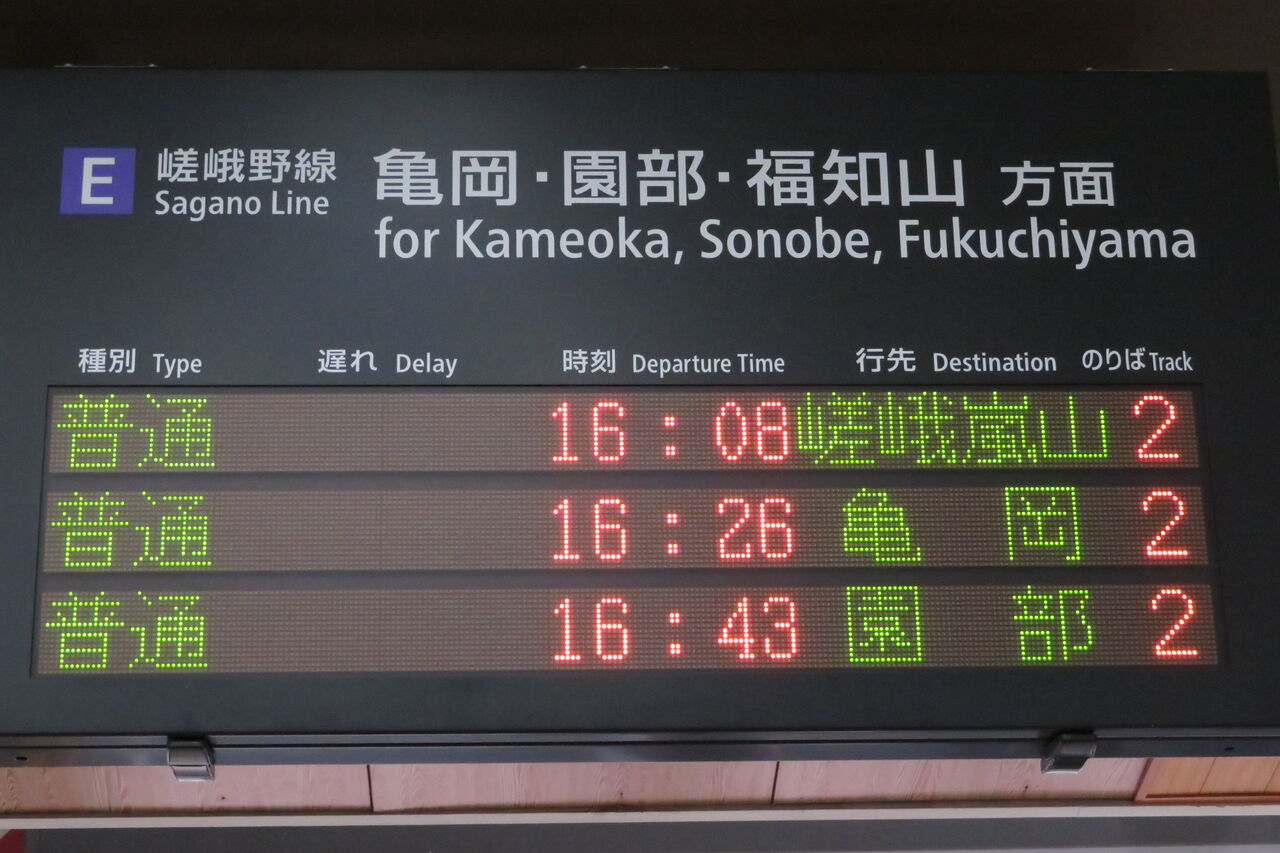 E 嵯峨野線 亀岡・園部・福知山 方面
Sagano Line for Kameoka, Sonobe, Fukuchiyama
種別 Type 遅れ Delay 時刻 Departure Time 行先 Destination のりば Track
普通 16:08 嵯峨嵐山 2
普通 16:26 亀岡 2
普通 16:43 園部 2